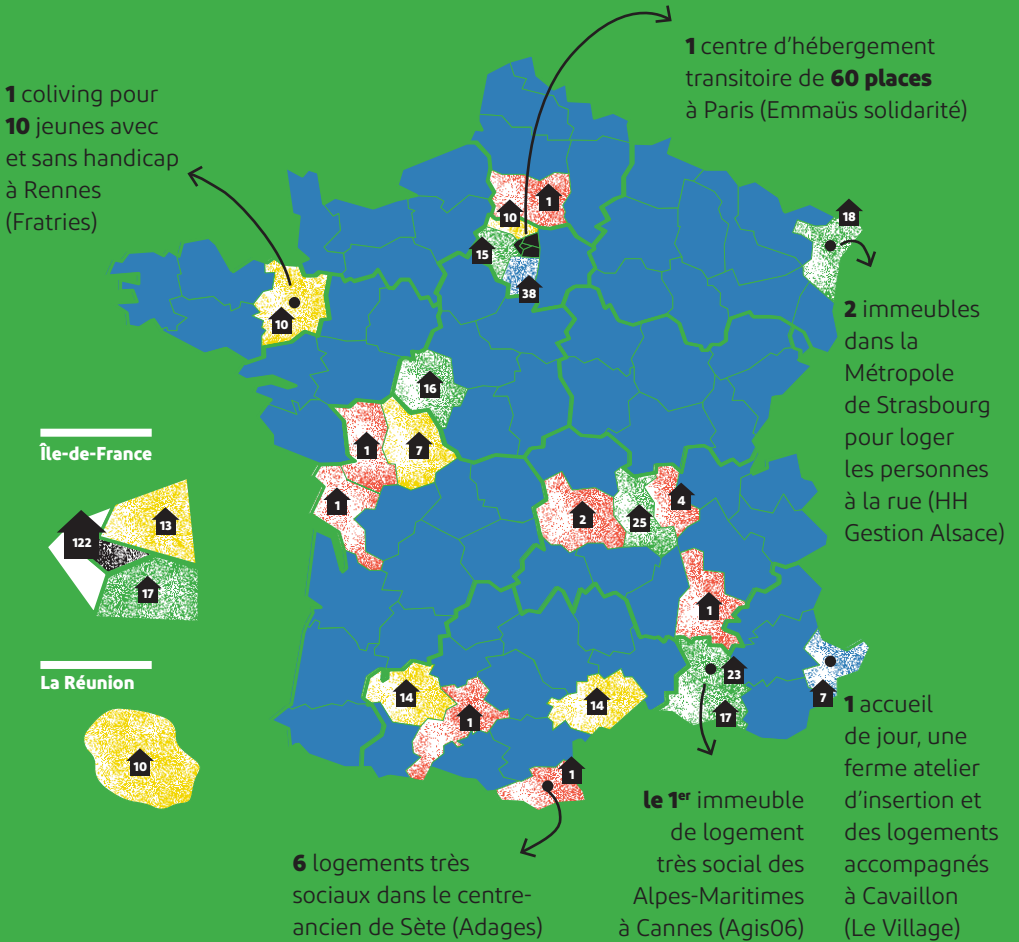 1 centre d’hébergement
transitoire de 60 places
à Paris (Emmaüs solidarité)
1 coliving pour
10 jeunes avec
et sans handicap
à Rennes
(Fratries)
10
1
18
15
38
10
2 immeubles
dans la
Métropole
de Strasbourg
pour loger
les personnes
à la rue (HH
Gestion Alsace)
16
1
7
Île-de-France
13
122
17
1
2
25
4
1
La Réunion
10
14
1
14
23
17
7
1
1 accueil
de jour, une
ferme atelier
d’insertion et
des logements
accompagnés
à Cavaillon
(Le Village)
le 1er immeuble
de logement
très social des
Alpes-Maritimes
à Cannes (Agis06)
6 logements très
sociaux dans le centre-
ancien de Sète (Adages)